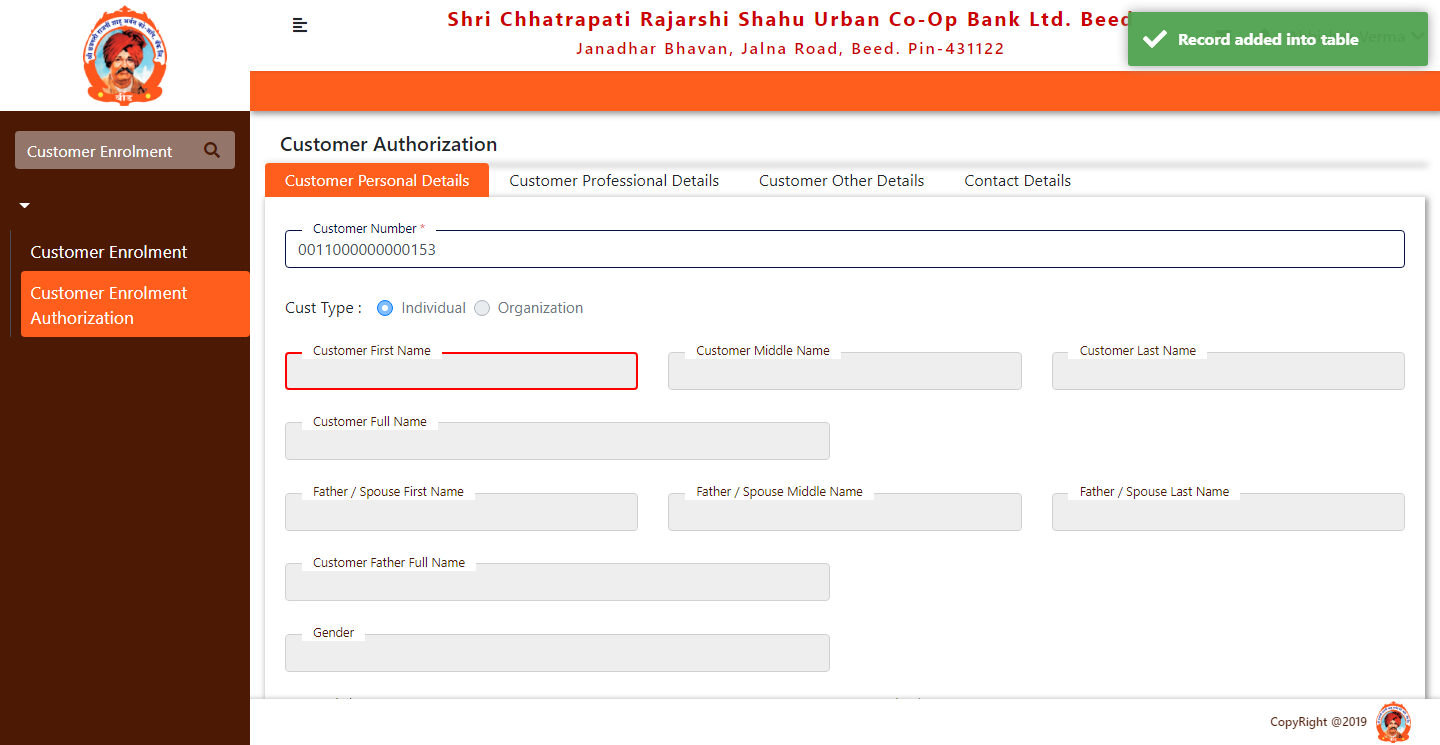 Shri Chhatrapati Rajarshi Shahu Urban Co-Op Bank Ltd. Beed
Janadhar Bhavan, Jalna Road, Beed. Pin-431122
Record added into table
Verma
बीड
Customer Enrolment
Customer Enrolment
Customer Enrolment
Authorization
Customer Authorization
Customer Personal Details Customer Professional Details Customer Other Details Contact Details
Customer Number *
0011000000000153
Cust Type : Individual Organization
Customer First Name Customer Middle Name Customer Last Name
Customer Full Name
Father / Spouse First Name Father / Spouse Middle Name Father / Spouse Last Name
Customer Father Full Name
Gender
CopyRight @2019